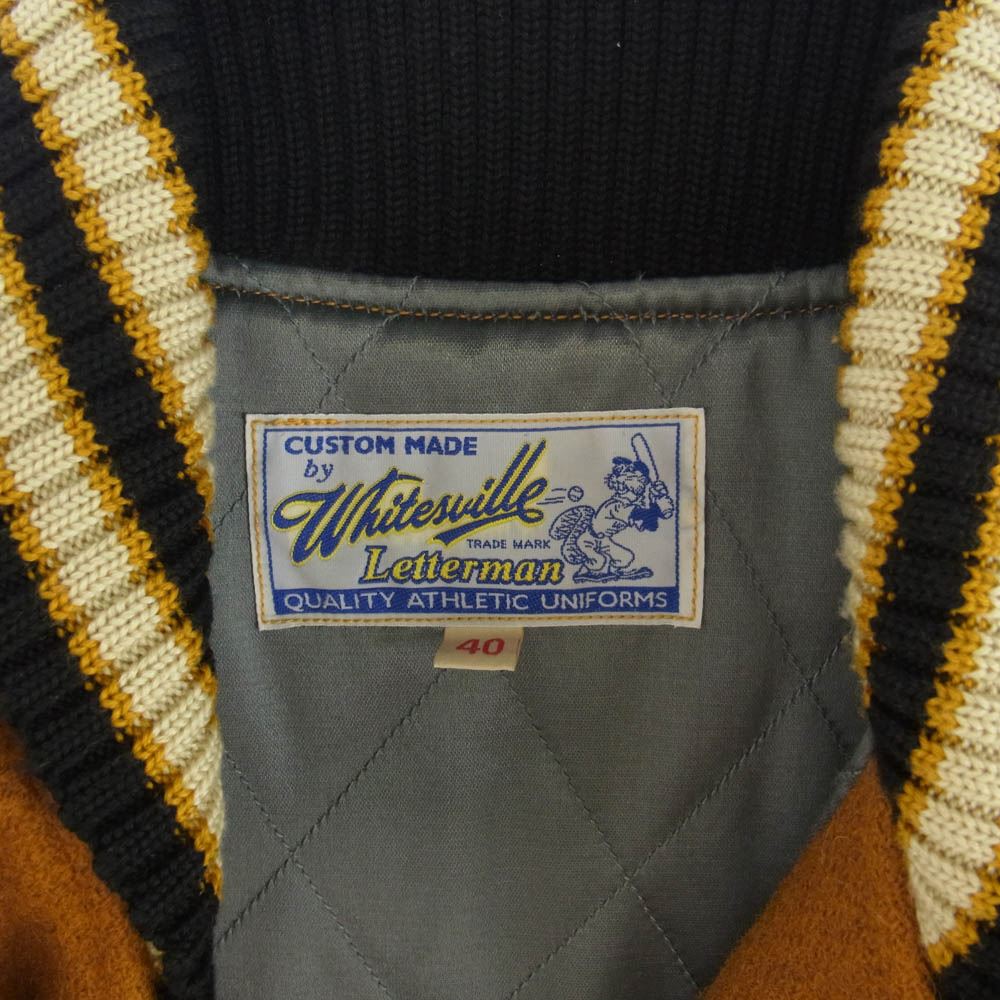 CUSTOM MADE
by
Whitesville
TRADE MARK
Letterman
QUALITY ATHLETIC UNIFORMS
40